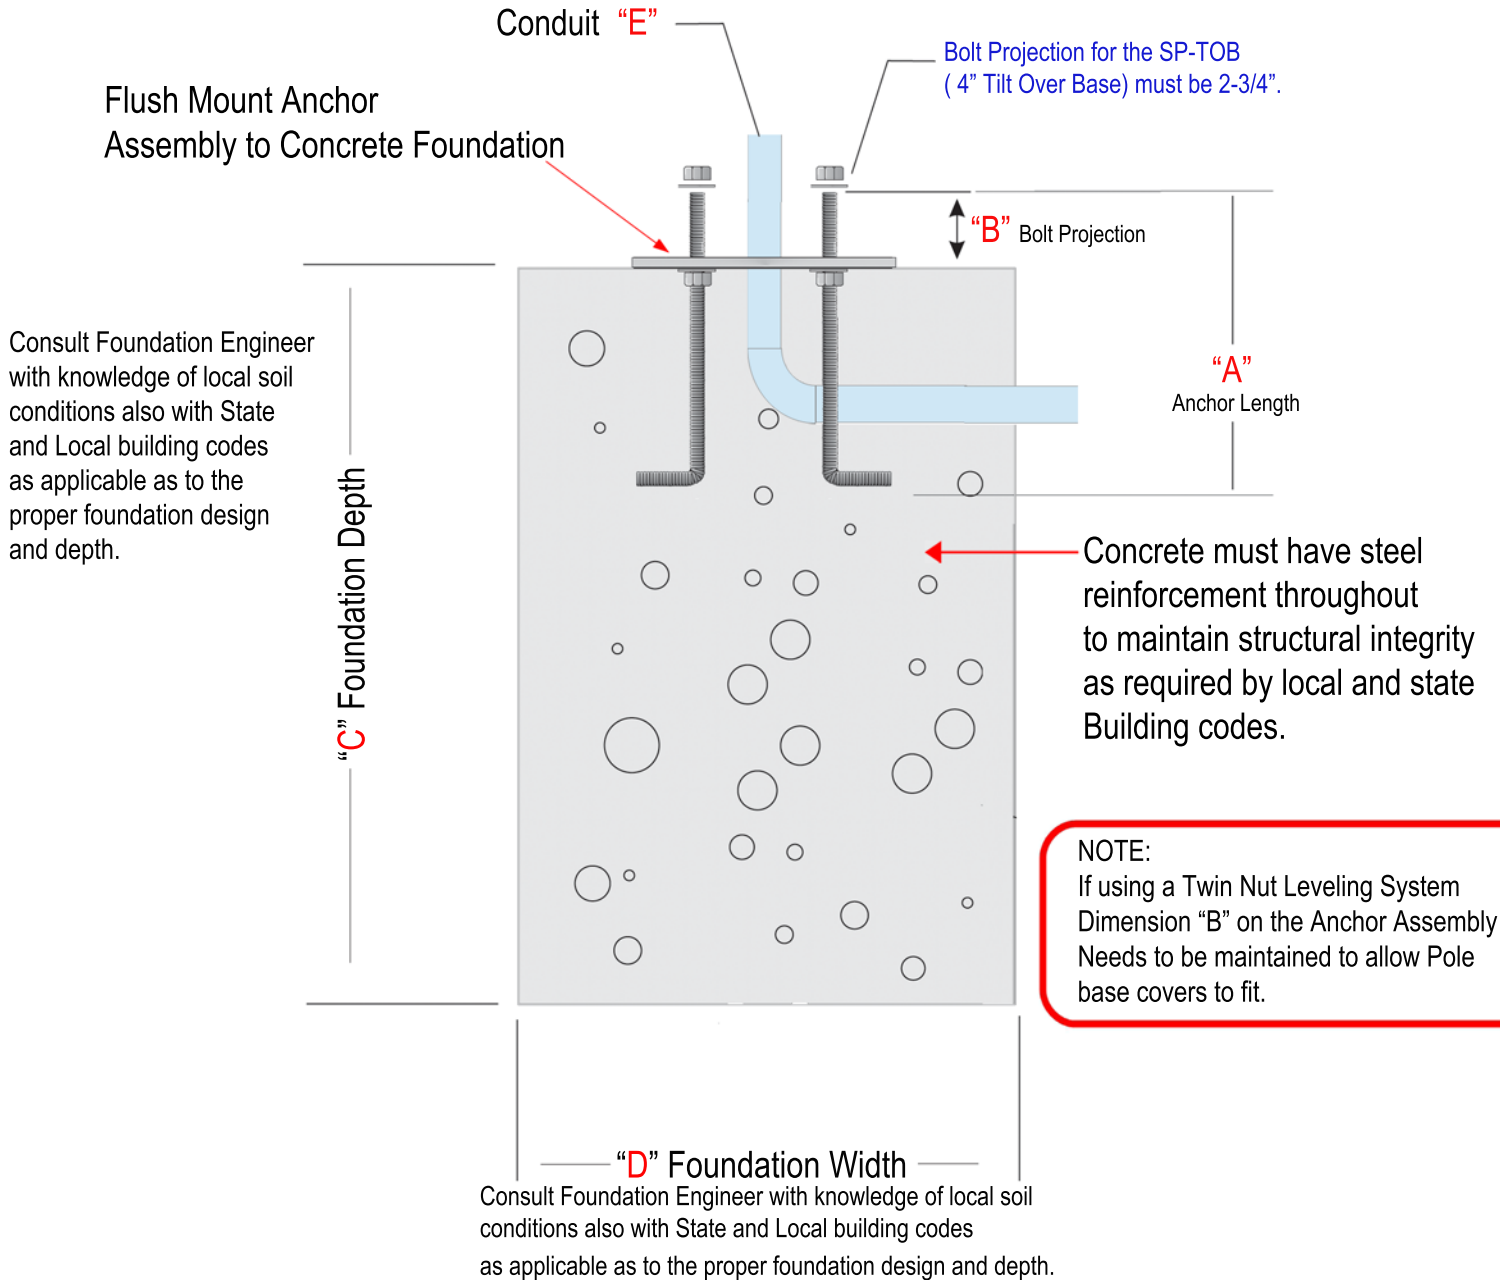 Conduit “E”
Bolt Projection for the SP-TOB
( 4” Tilt Over Base) must be 2-3/4”.
Flush Mount Anchor
Assembly to Concrete Foundation
“B” Bolt Projection
“A”
Anchor Length
Consult Foundation Engineer
with knowledge of local soil
conditions also with State
and Local building codes
as applicable as to the
proper foundation design
and depth.
“C” Foundation Depth
Concrete must have steel
reinforcement throughout
to maintain structural integrity
as required by local and state
Building codes.
NOTE:
If using a Twin Nut Leveling System
Dimension “B” on the Anchor Assembly
Needs to be maintained to allow Pole
base covers to fit.
“D” Foundation Width
Consult Foundation Engineer with knowledge of local soil
conditions also with State and Local building codes
as applicable as to the proper foundation design and depth.